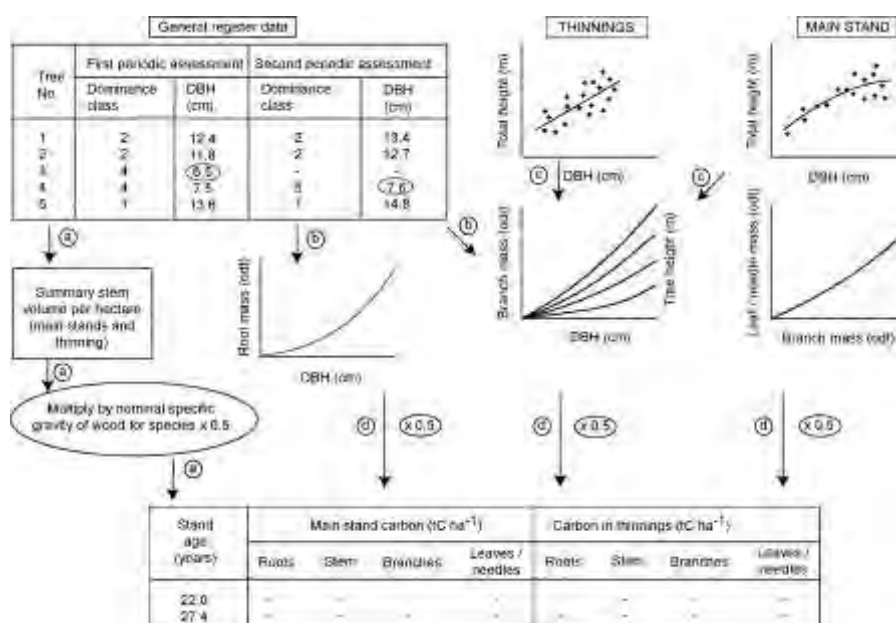 General register data
THINNINGS
MAIN STAND
Tree No.
First periodic assessment
Second periodic assessment
Dominance class
DBH (cm)
Dominance class
DBH (cm)
1 2 12.4 2 13.4
2 2 11.8 2 12.7
3 4 6.5 - -
4 4 7.5 5 7.6
5 1 13.6 1 14.8
Total height (m)
DBH (cm)
Total height (m)
DBH (cm)
a
b
b
c
c
Summary stem
volume per hectare
(main stands and
thinning)
Root mass (odt)
DBH (cm)
Branch mass (odt)
Tree height (m)
DBH (cm)
Leaf / needle mass (odt)
Branch mass (odt)
a
Multiply by nominal specific
gravity of wood for species x 0.5
d
x 0.5
d
x 0.5
d
x 0.5
Stand age (years)
Main stand carbon (tC ha-1)
Carbon in thinnings (tC ha-1)
Roots Stem Branches Leaves / needles Roots Stem Branches Leaves / needles
22.0 - - - - - - - -
27.4 - - - - - - - -